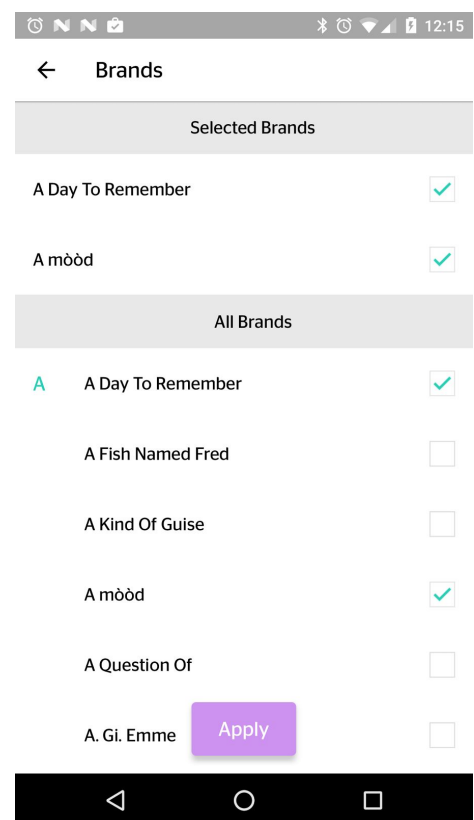 12:15
Brands
Selected Brands
A Day To Remember
A mòòd
All Brands
A A Day To Remember
A Fish Named Fred
A Kind Of Guise
A mòòd
A Question Of
A. Gi. Emme
Apply